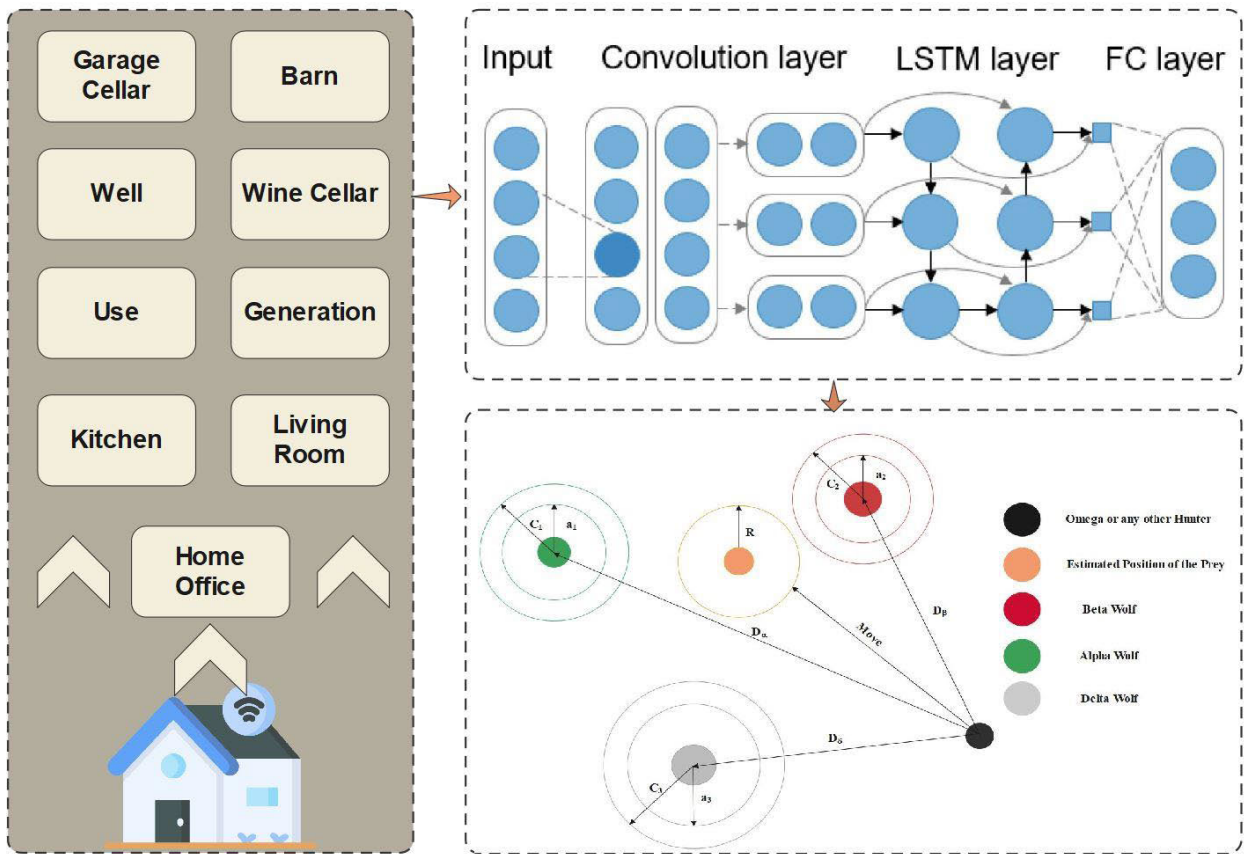 Garage
Cellar
Barn
Well
Wine Cellar
Use
Generation
Kitchen
Living
Room
Home
Office
Input
Convolution layer
LSTM layer
FC layer
C₁
a₁
R
C₂
a₂
Dα
Move
Dβ
Dδ
C₃
a₃
Omega or any other Hunter
Estimated Position of the Prey
Beta Wolf
Alpha Wolf
Delta Wolf